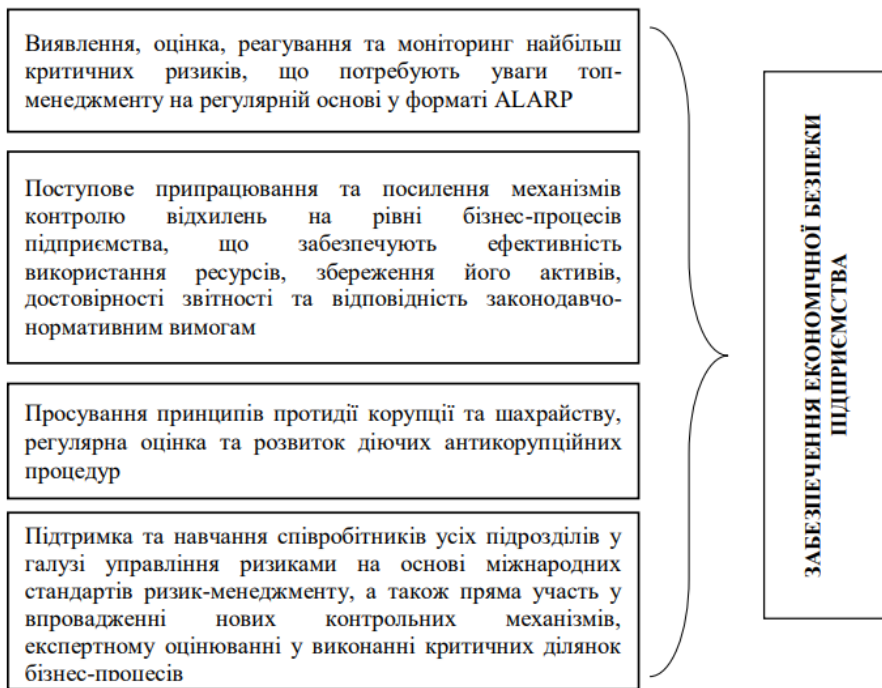 Виявлення, оцінка, реагування та моніторинг найбільш
критичних ризиків, що потребують уваги топ-
менеджменту на регулярній основі у форматі ALARP
Поступове припрацювання та посилення механізмів
контролю відхилень на рівні бізнес-процесів
підприємства, що забезпечують ефективність
використання ресурсів, збереження його активів,
достовірності звітності та відповідність законодавчо-
нормативним вимогам
Просування принципів протидії корупції та шахрайству,
регулярна оцінка та розвиток діючих антикорупційних
процедур
Підтримка та навчання співробітників усіх підрозділів у
галузі управління ризиками на основі міжнародних
стандартів ризик-менеджменту, а також пряма участь у
впровадженні нових контрольних механізмів,
експертному оцінюванні у виконанні критичних ділянок
бізнес-процесів
ЗАБЕЗПЕЧЕННЯ ЕКОНОМІЧНОЇ БЕЗПЕКИ
ПІДПРИЄМСТВА